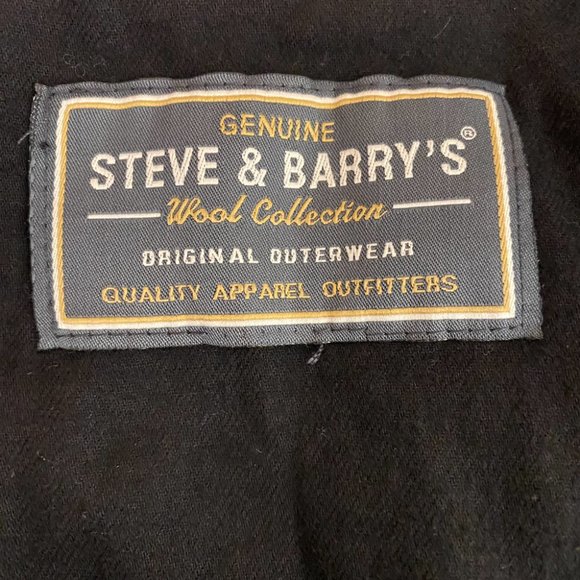 GENUINE
STEVE & BARRY'S®
Wool Collection
ORIGINAL OUTERWEAR
QUALITY APPAREL OUTFITTERS